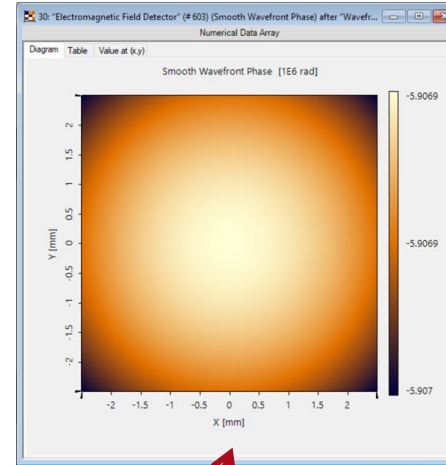 30: "Electromagnetic Field Detector" (# 603) (Smooth Wavefront Phase) after "Wavefr...
Numerical Data Array
Diagram Table Value at (x,y)
Smooth Wavefront Phase [1E6 rad]
-5.9069
-5.9069
-5.907
Y [mm]
2
1.5
1
0.5
0
-0.5
-1
-1.5
-2
-2 -1.5 -1 -0.5 0 0.5 1 1.5 2
X [mm]